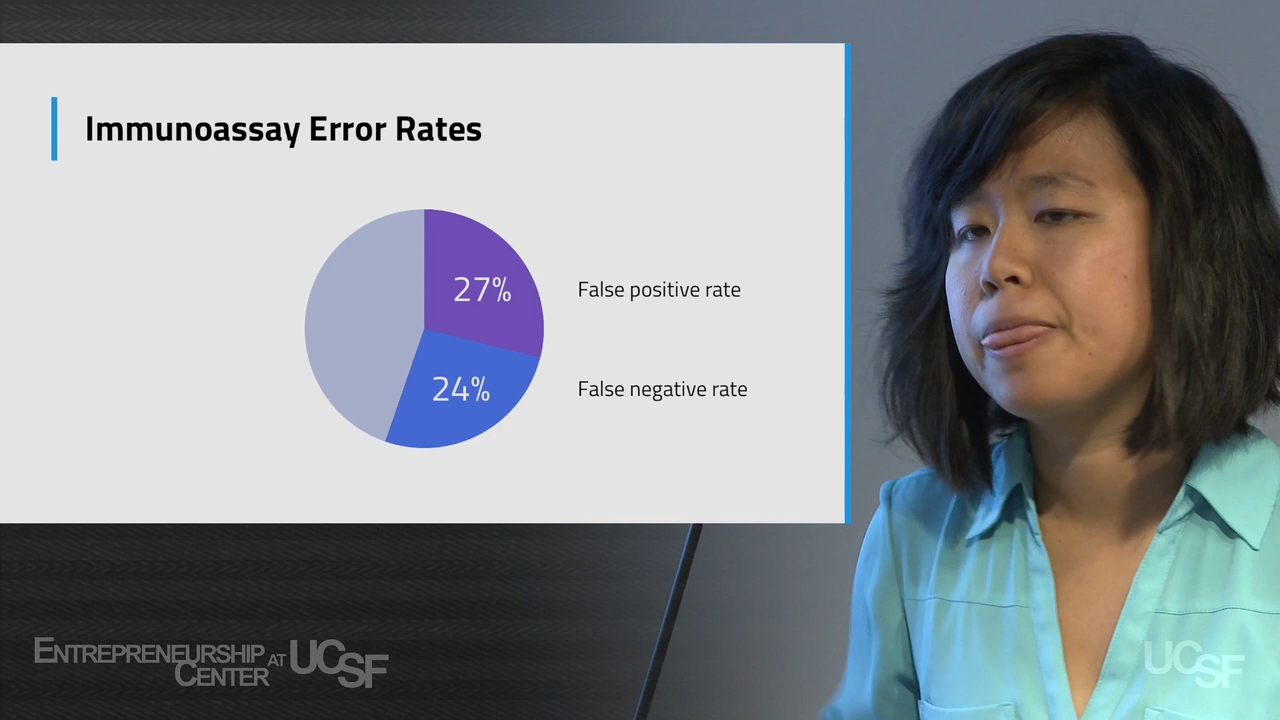 Immunoassay Error Rates
27%
False positive rate
24%
False negative rate
ENTREPRENEURSHIP AT UCSF
CENTER
UCSF